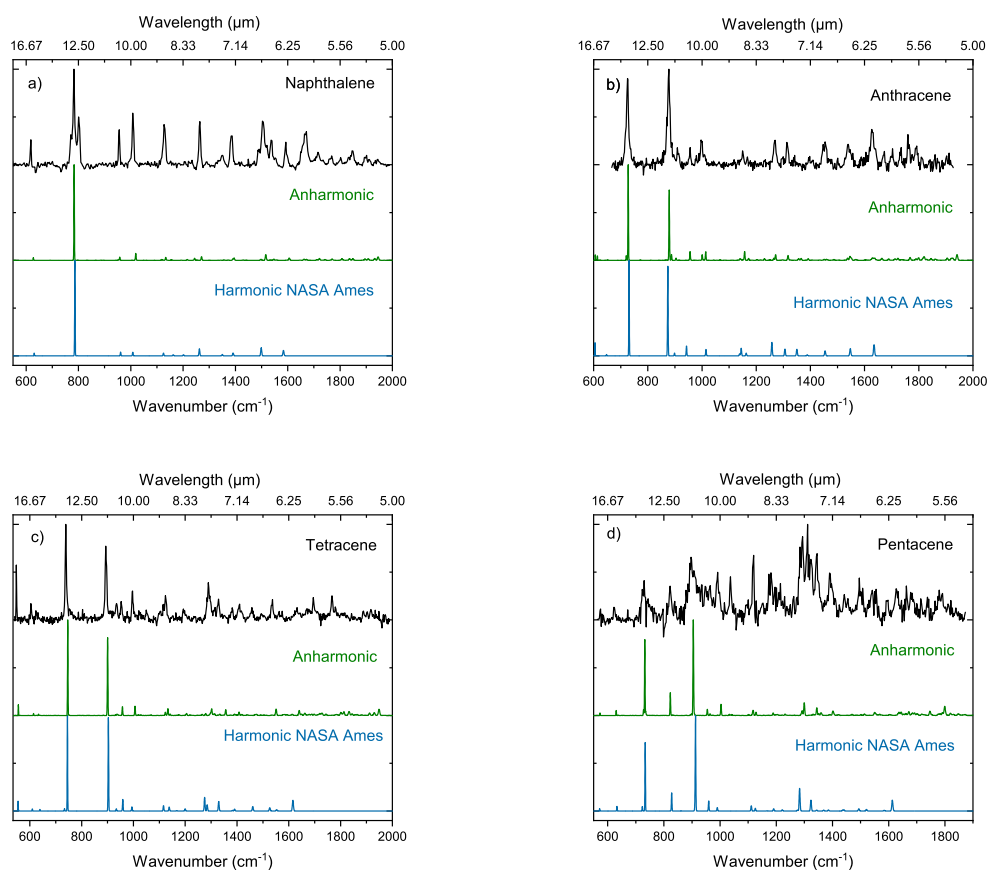 Wavelength (µm)
16.67 12.50 10.00 8.33 7.14 6.25 5.56 5.00
a)
Naphthalene
Anharmonic
Harmonic NASA Ames
600 800 1000 1200 1400 1600 1800 2000
Wavenumber (cm⁻¹)
Wavelength (µm)
16.67 12.50 10.00 8.33 7.14 6.25 5.56 5.00
b)
Anthracene
Anharmonic
Harmonic NASA Ames
600 800 1000 1200 1400 1600 1800 2000
Wavenumber (cm⁻¹)
Wavelength (µm)
16.67 12.50 10.00 8.33 7.14 6.25 5.56 5.00
c)
Tetracene
Anharmonic
Harmonic NASA Ames
600 800 1000 1200 1400 1600 1800 2000
Wavenumber (cm⁻¹)
Wavelength (µm)
16.67 12.50 10.00 8.33 7.14 6.25 5.56
d)
Pentacene
Anharmonic
Harmonic NASA Ames
600 800 1000 1200 1400 1600 1800
Wavenumber (cm⁻¹)